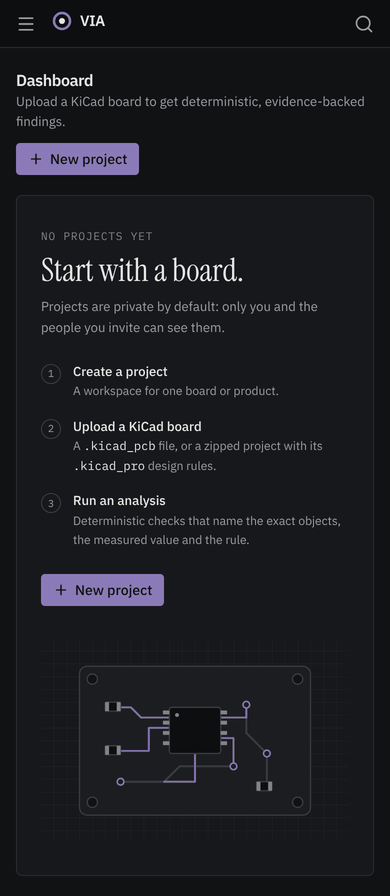 VIA
Dashboard
Upload a KiCad board to get deterministic, evidence-backed
findings.
+ New project
NO PROJECTS YET
Start with a board.
Projects are private by default: only you and the
people you invite can see them.
1 Create a project
A workspace for one board or product.
2 Upload a KiCad board
A .kicad_pcb file, or a zipped project with its
.kicad_pro design rules.
3 Run an analysis
Deterministic checks that name the exact objects,
the measured value and the rule.
+ New project